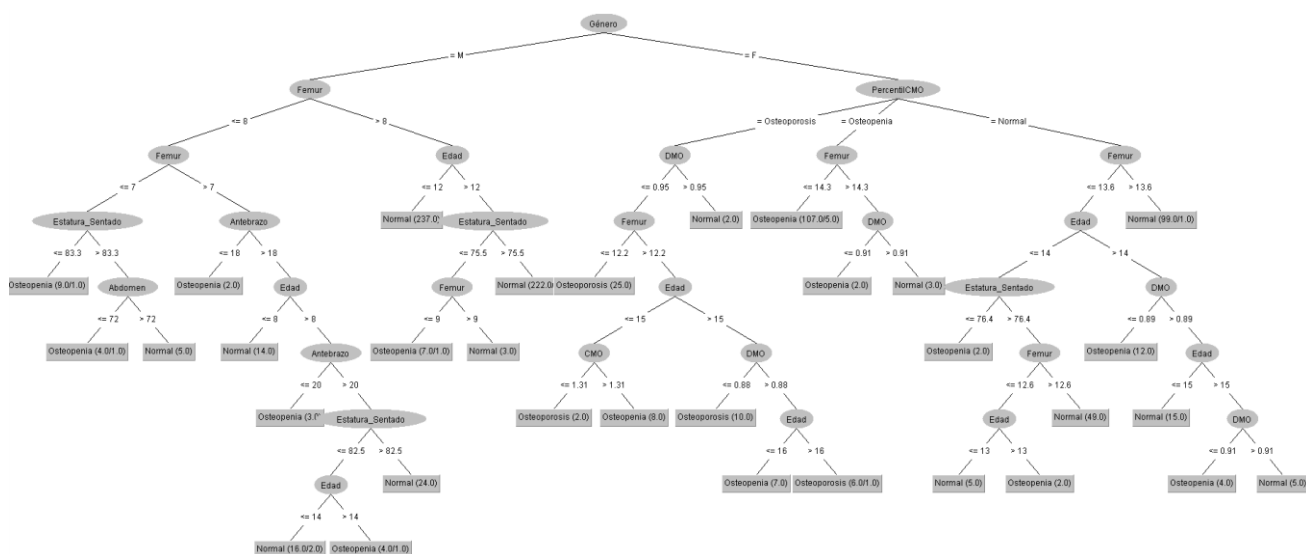 Género
= M = F
Femur PercentilCMO
<= 8 > 8 = Osteoporosis = Osteopenia = Normal
Femur Edad DMO Femur Femur
<= 7 > 7 <= 12 > 12 <= 0.95 > 0.95 <= 14.3 > 14.3 <= 13.6 > 13.6
Estatura_Sentado Antebrazo Normal (237.0) Estatura_Sentado Femur Normal (2.0) Osteopenia (107.0/5.0) DMO Edad Normal (99.0/1.0)
<= 83.3 > 83.3 <= 18 > 18 <= 75.5 > 75.5 <= 12.2 > 12.2 <= 0.91 > 0.91 <= 14 > 14
Osteopenia (9.0/1.0) Abdomen Osteopenia (2.0) Edad Femur Normal (222.0 Osteoporosis (25.0) Edad Osteopenia (2.0) Normal (3.0) Estatura_Sentado DMO
<= 72 > 72 <= 8 > 8 <= 9 > 9 <= 15 > 15 <= 76.4 > 76.4 <= 0.89 > 0.89
Osteopenia (4.0/1.0) Normal (5.0) Normal (14.0) Antebrazo Osteopenia (7.0/1.0) Normal (3.0) CMO DMO Osteopenia (2.0) Femur Osteopenia (12.0) Edad
<= 20 > 20 <= 1.31 > 1.31 <= 0.88 > 0.88 <= 12.6 > 12.6 <= 15 > 15
Osteopenia (3.0 Estatura_Sentado Osteoporosis (2.0) Osteopenia (8.0) Osteoporosis (10.0) Edad Edad Normal (49.0) Normal (15.0) DMO
<= 82.5 > 82.5 <= 16 > 16 <= 13 > 13 <= 0.91 > 0.91
Edad Normal (24.0) Osteopenia (7.0) Osteoporosis (6.0/1.0) Normal (5.0) Osteopenia (2.0) Osteopenia (4.0) Normal (5.0)
<= 14 > 14
Normal (16.0/2.0) Osteopenia (4.0/1.0)